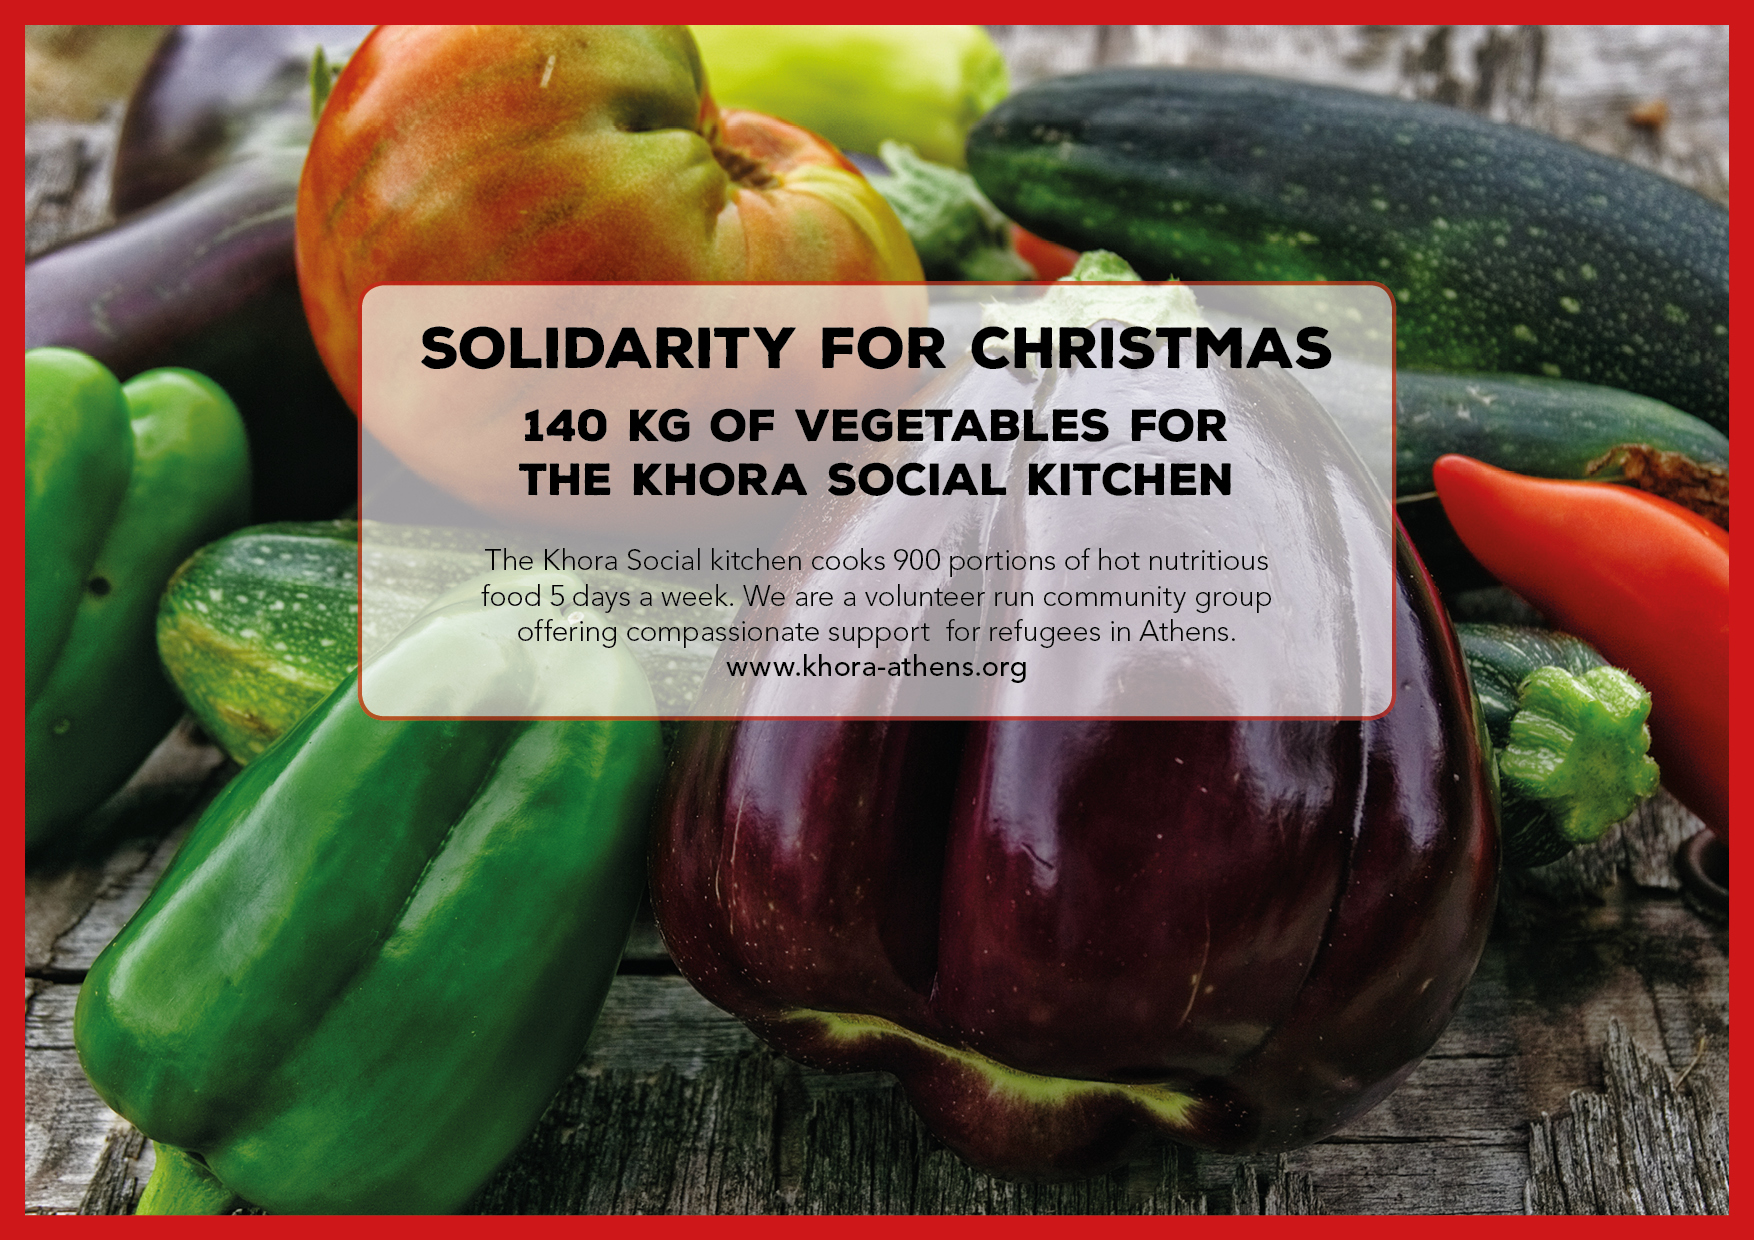 SOLIDARITY FOR CHRISTMAS
140 KG OF VEGETABLES FOR
THE KHORA SOCIAL KITCHEN
The Khora Social kitchen cooks 900 portions of hot nutritious
food 5 days a week. We are a volunteer run community group
offering compassionate support  for refugees in Athens.
www.khora-athens.org